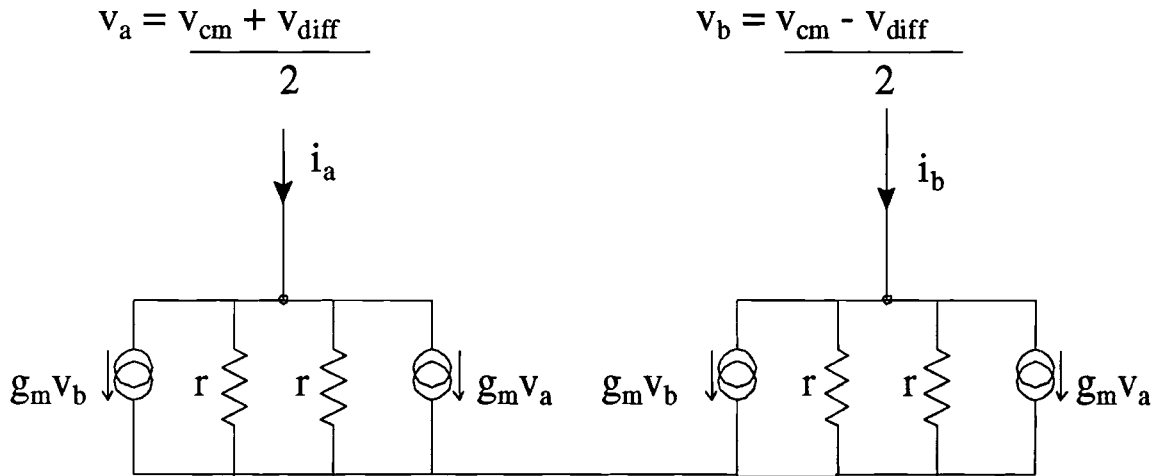 v_a = v_cm + v_diff
2
v_b = v_cm - v_diff
2
i_a
i_b
g_m v_b
r
r
g_m v_a
g_m v_b
r
r
g_m v_a